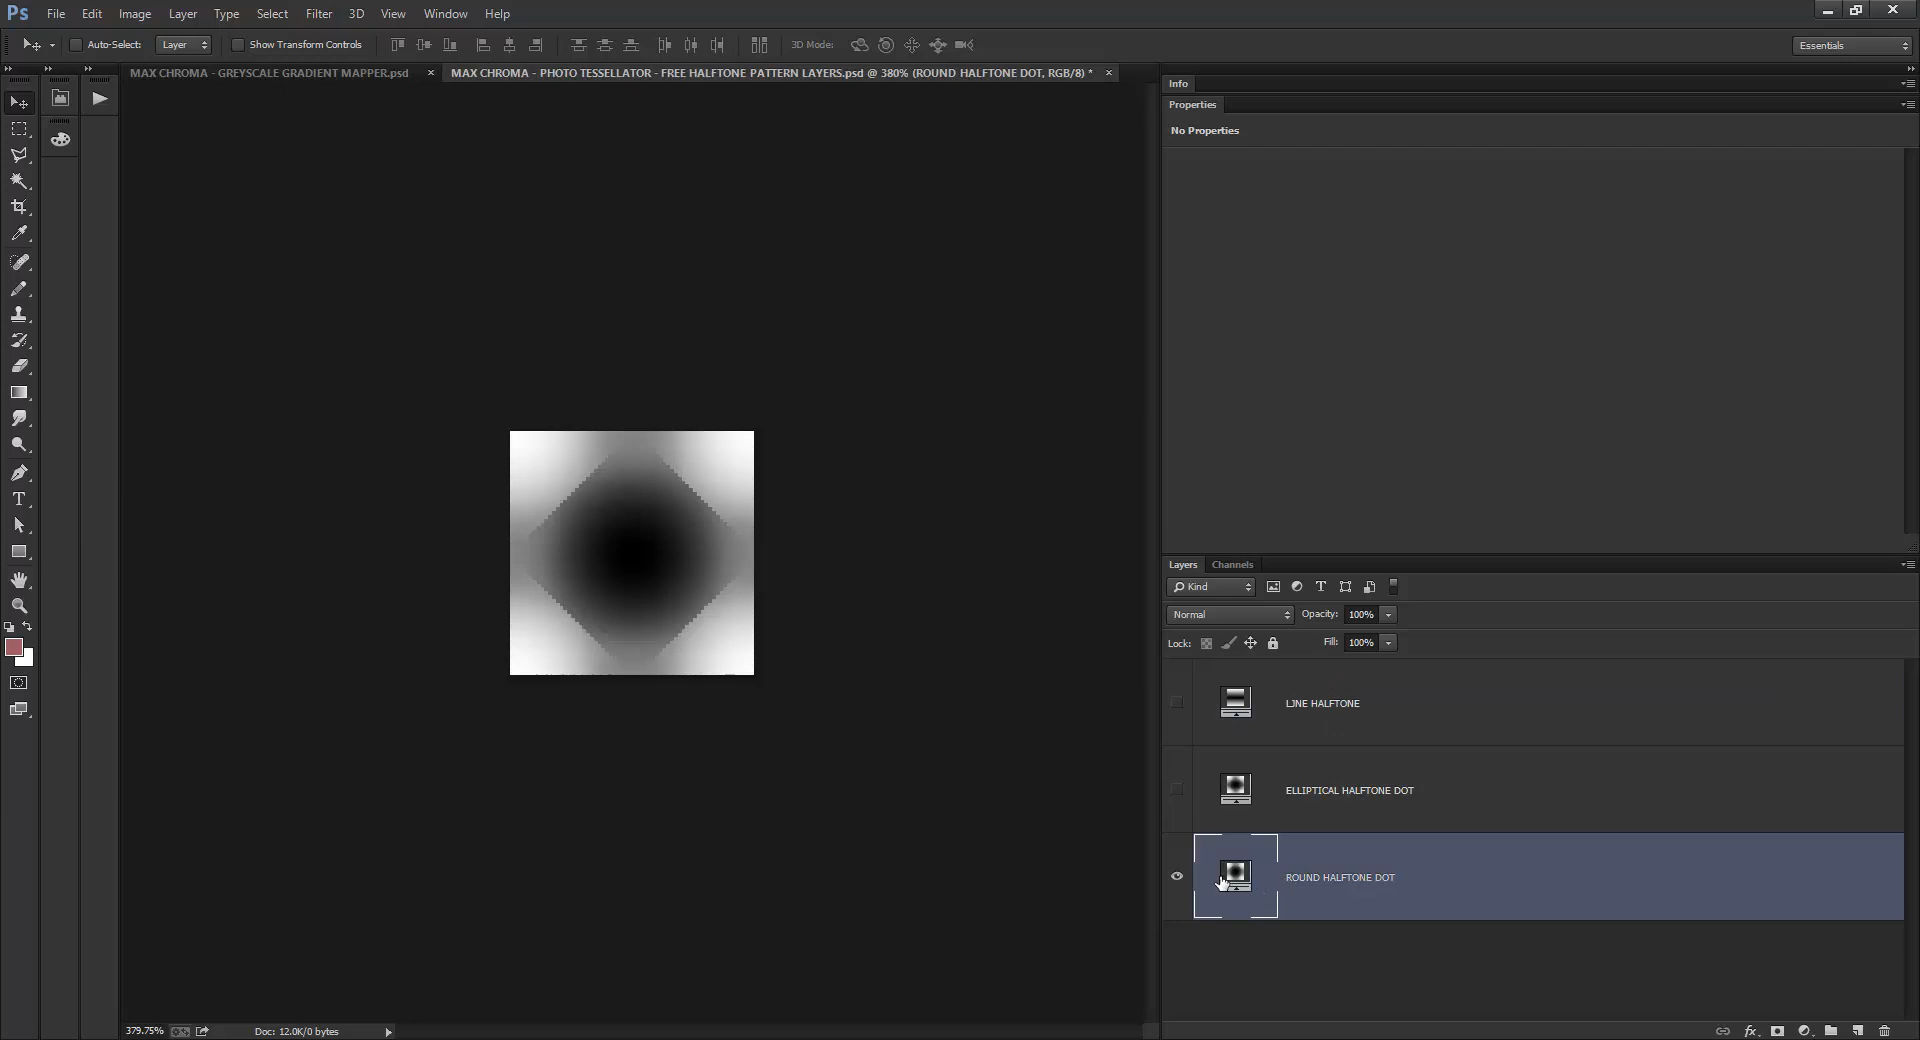 Ps File Edit Image Layer Type Select Filter 3D View Window Help
Auto-Select: Layer Show Transform Controls 3D Mode: Essentials
MAX CHROMA - GREYSCALE GRADIENT MAPPER.psd × MAX CHROMA - PHOTO TESSELLATOR - FREE HALFTONE PATTERN LAYERS.psd @ 380% (ROUND HALFTONE DOT, RGB/8) * ×
Info
Properties
No Properties
Layers Channels
Kind
Normal Opacity: 100%
Lock: Fill: 100%
LINE HALFTONE
ELLIPTICAL HALFTONE DOT
ROUND HALFTONE DOT
379.75% Doc: 12.0K/0 bytes
fx